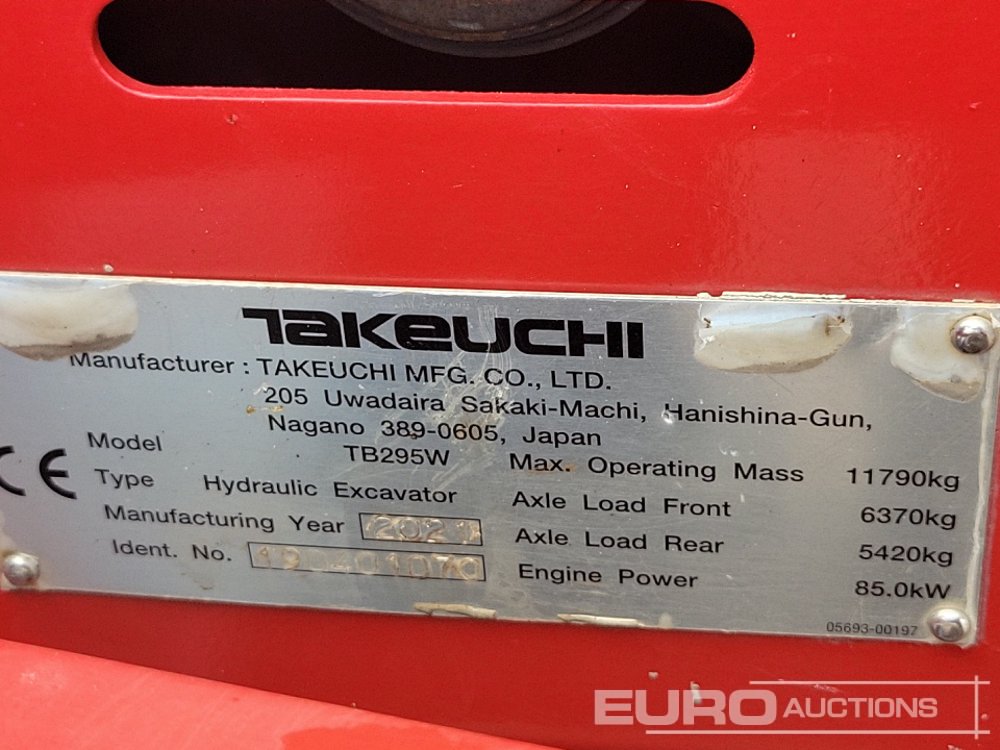 TAKEUCHI
Manufacturer : TAKEUCHI MFG. CO., LTD.
205 Uwadaira Sakaki-Machi, Hanishina-Gun,
Nagano 389-0605, Japan
Model TB295W
Type Hydraulic Excavator
Manufacturing Year 2021
Ident. No.
Max. Operating Mass 11790kg
Axle Load Front 6370kg
Axle Load Rear 5420kg
Engine Power 85.0kW
CE
05693-00197
EURO AUCTIONS